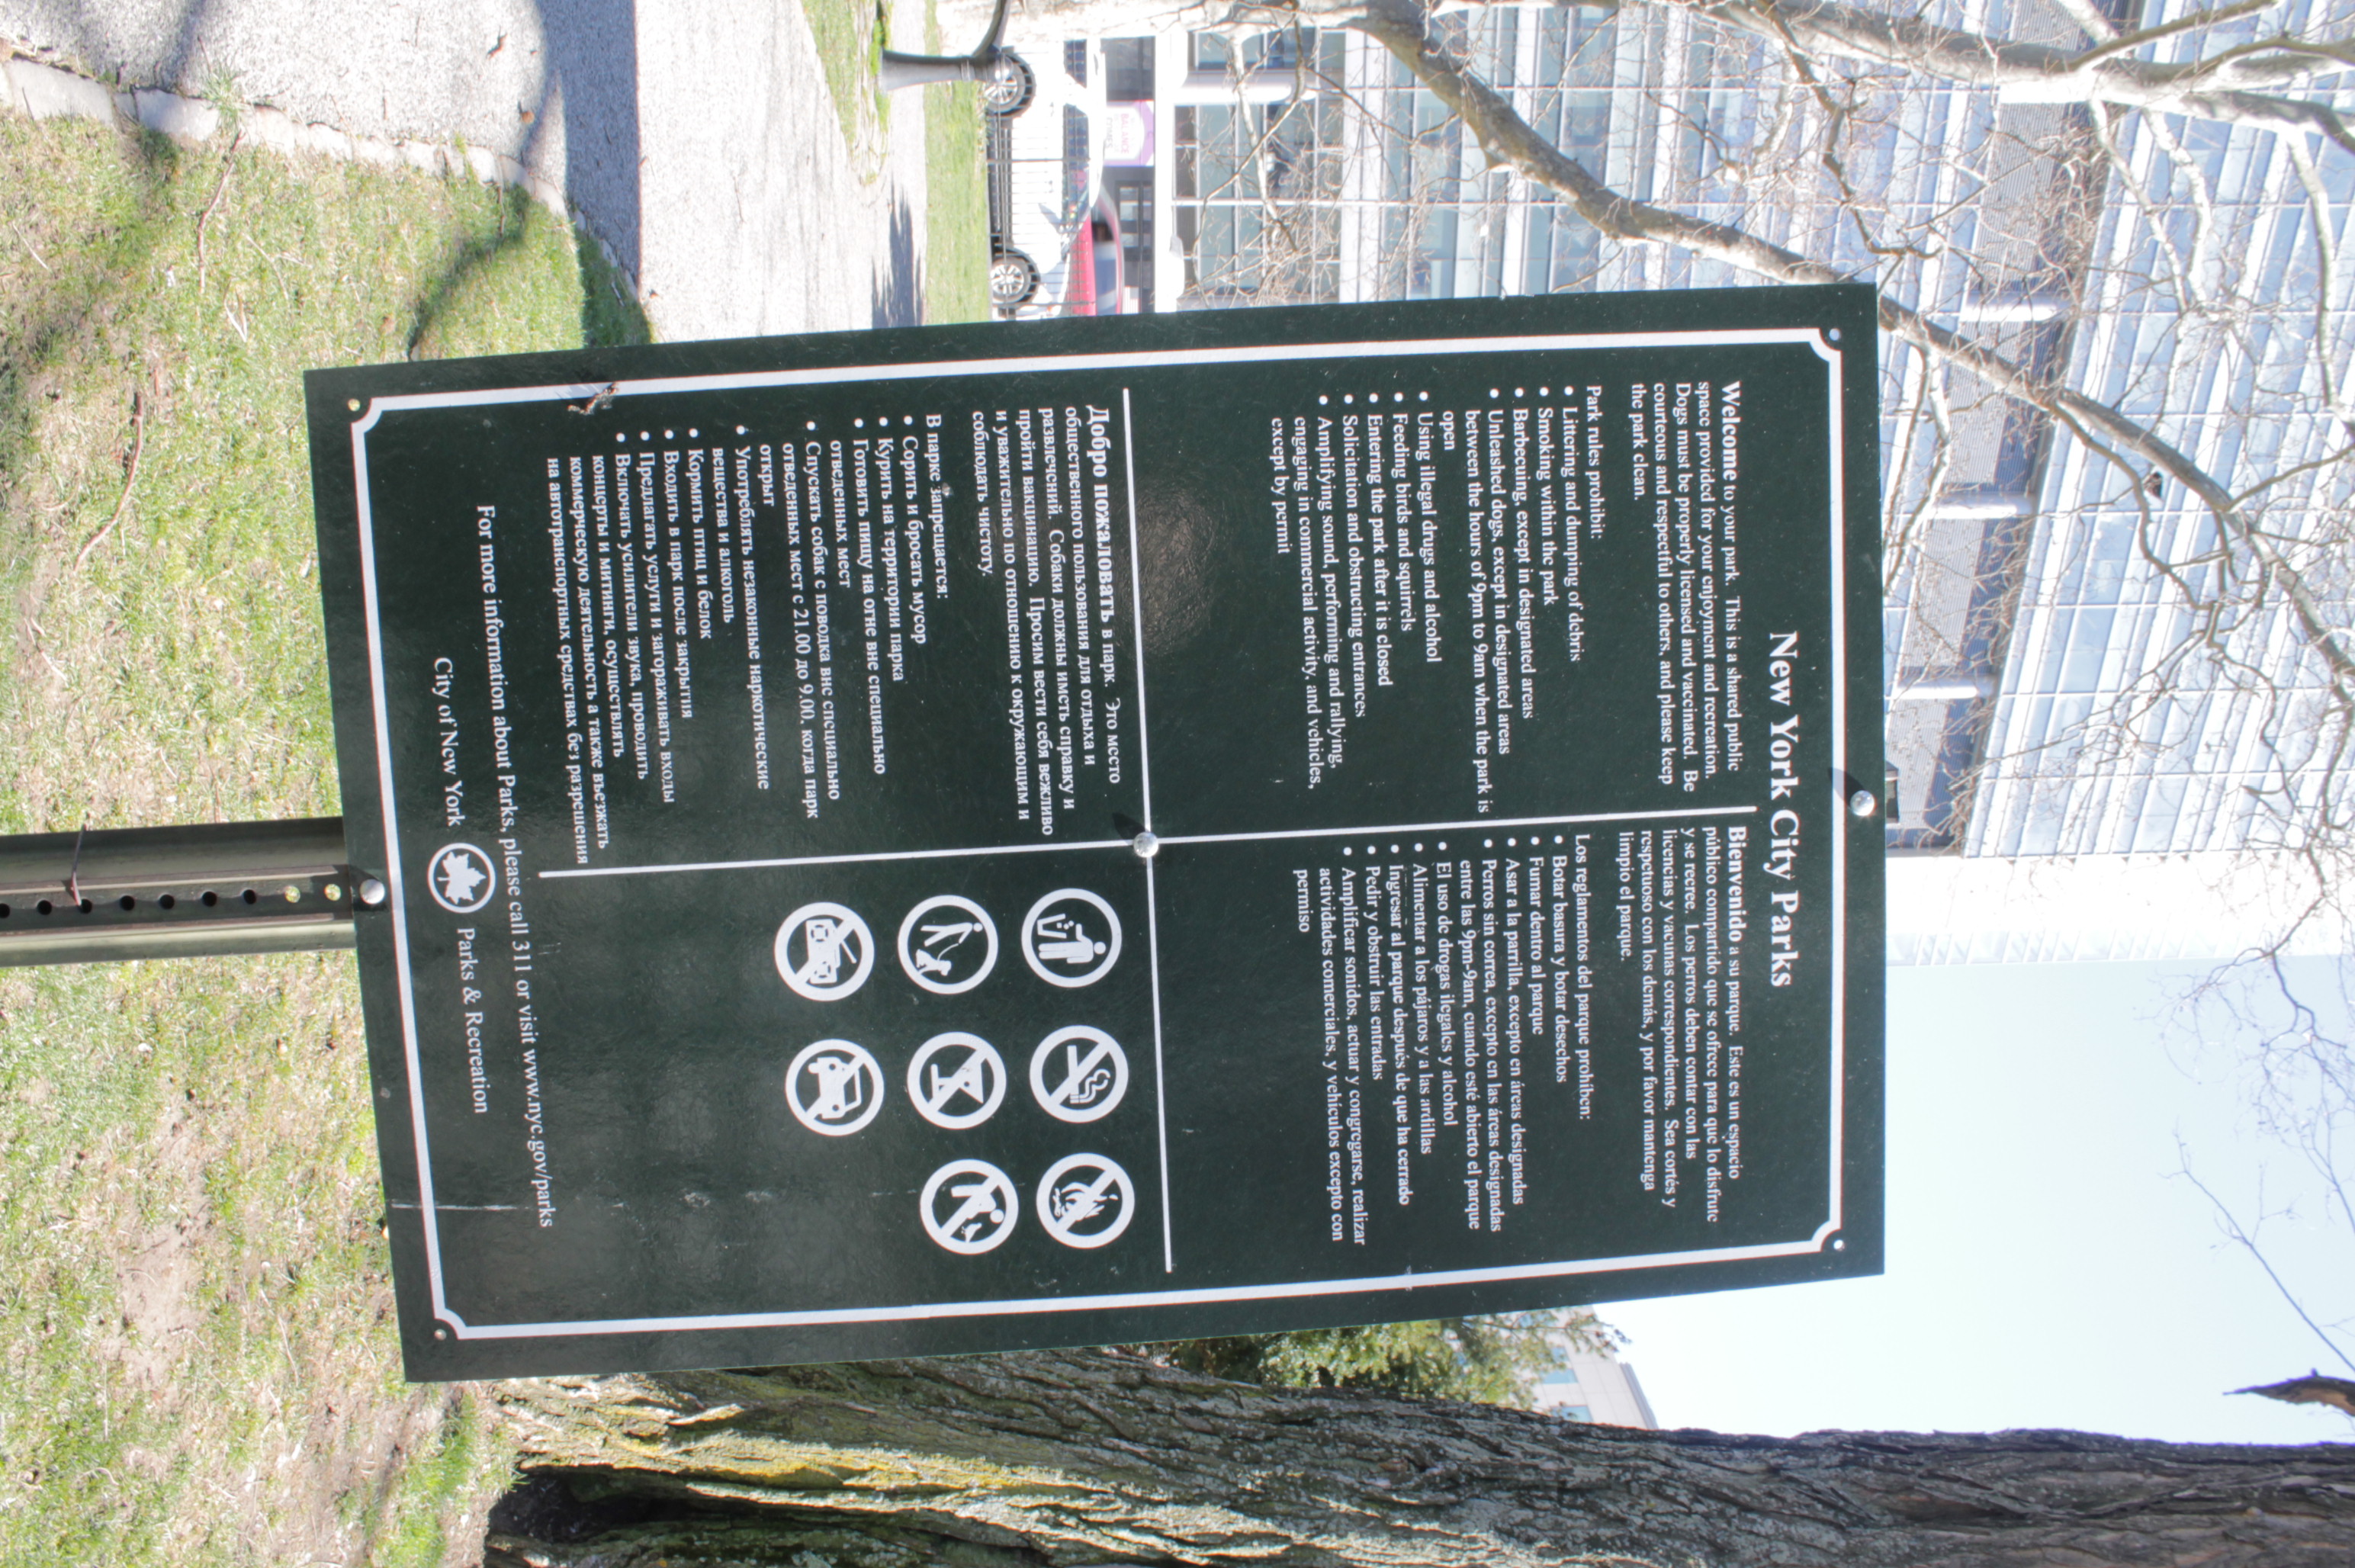 New York City Parks
Welcome to your park. This is a shared public
space provided for your enjoyment and recreation.
Dogs must be properly licensed and vaccinated. Be
courteous and respectful to others, and please keep
the park clean.
Park rules prohibit:
• Littering and dumping of debris
• Smoking within the park
• Barbecuing, except in designated areas
• Unleashed dogs, except in designated areas
between the hours of 9pm to 9am when the park is
open
• Using illegal drugs and alcohol
• Feeding birds and squirrels
• Entering the park after it is closed
• Solicitation and obstructing entrances
• Amplifying sound, performing and rallying,
engaging in commercial activity, and vehicles,
except by permit
Bienvenido a su parque. Este es un espacio
público compartido que se ofrece para que lo disfrute
y se recree. Los perros deben contar con las
licencias y vacunas correspondientes. Sea cortés y
respetuoso con los demás, y por favor mantenga
limpio el parque.
Los reglamentos del parque prohiben:
• Botar basura y botar desechos
• Fumar dentro al parque
• Asar a la parrilla, excepto en áreas designadas
• Perros sin correa, excepto en las áreas designadas
entre las 9pm-9am, cuando esté abierto el parque
• El uso de drogas ilegales y alcohol
• Alimentar a los pájaros y a las ardillas
• Ingresar al parque después de que ha cerrado
• Pedir y obstruir las entradas
• Amplificar sonidos, actuar y congregarse, realizar
actividades comerciales, y vehiculos excepto con
permiso
Добро пожаловать в парк. Это место
общественного пользования для отдыха и
развлечений. Собаки должны иметь справку и
пройти вакцинацию. Просим вести себя вежливо
и уважительно по отношению к окружающим и
соблюдать чистоту.
В парке запрещается:
• Сорить и бросать мусор
• Курить на территории парка
• Готовить пищу на огне вне специально
отведенных мест
• Спускать собак с поводка вне специально
отведенных мест с 21.00 до 9.00. когда парк
открыт
• Употреблять незаконные наркотические
вещества и алкоголь
• Кормить птиц и белок
• Входить в парк после закрытия
• Предлагать услуги и загораживать входы
• Включать усилители звука, проводить
концерты и митинги, осуществлять
коммерческую деятельность а также въезжать
на автотранспортных средствах без разрешения
For more information about Parks, please call 311 or visit www.nyc.gov/parks
City of New York Parks & Recreation
BALANCE